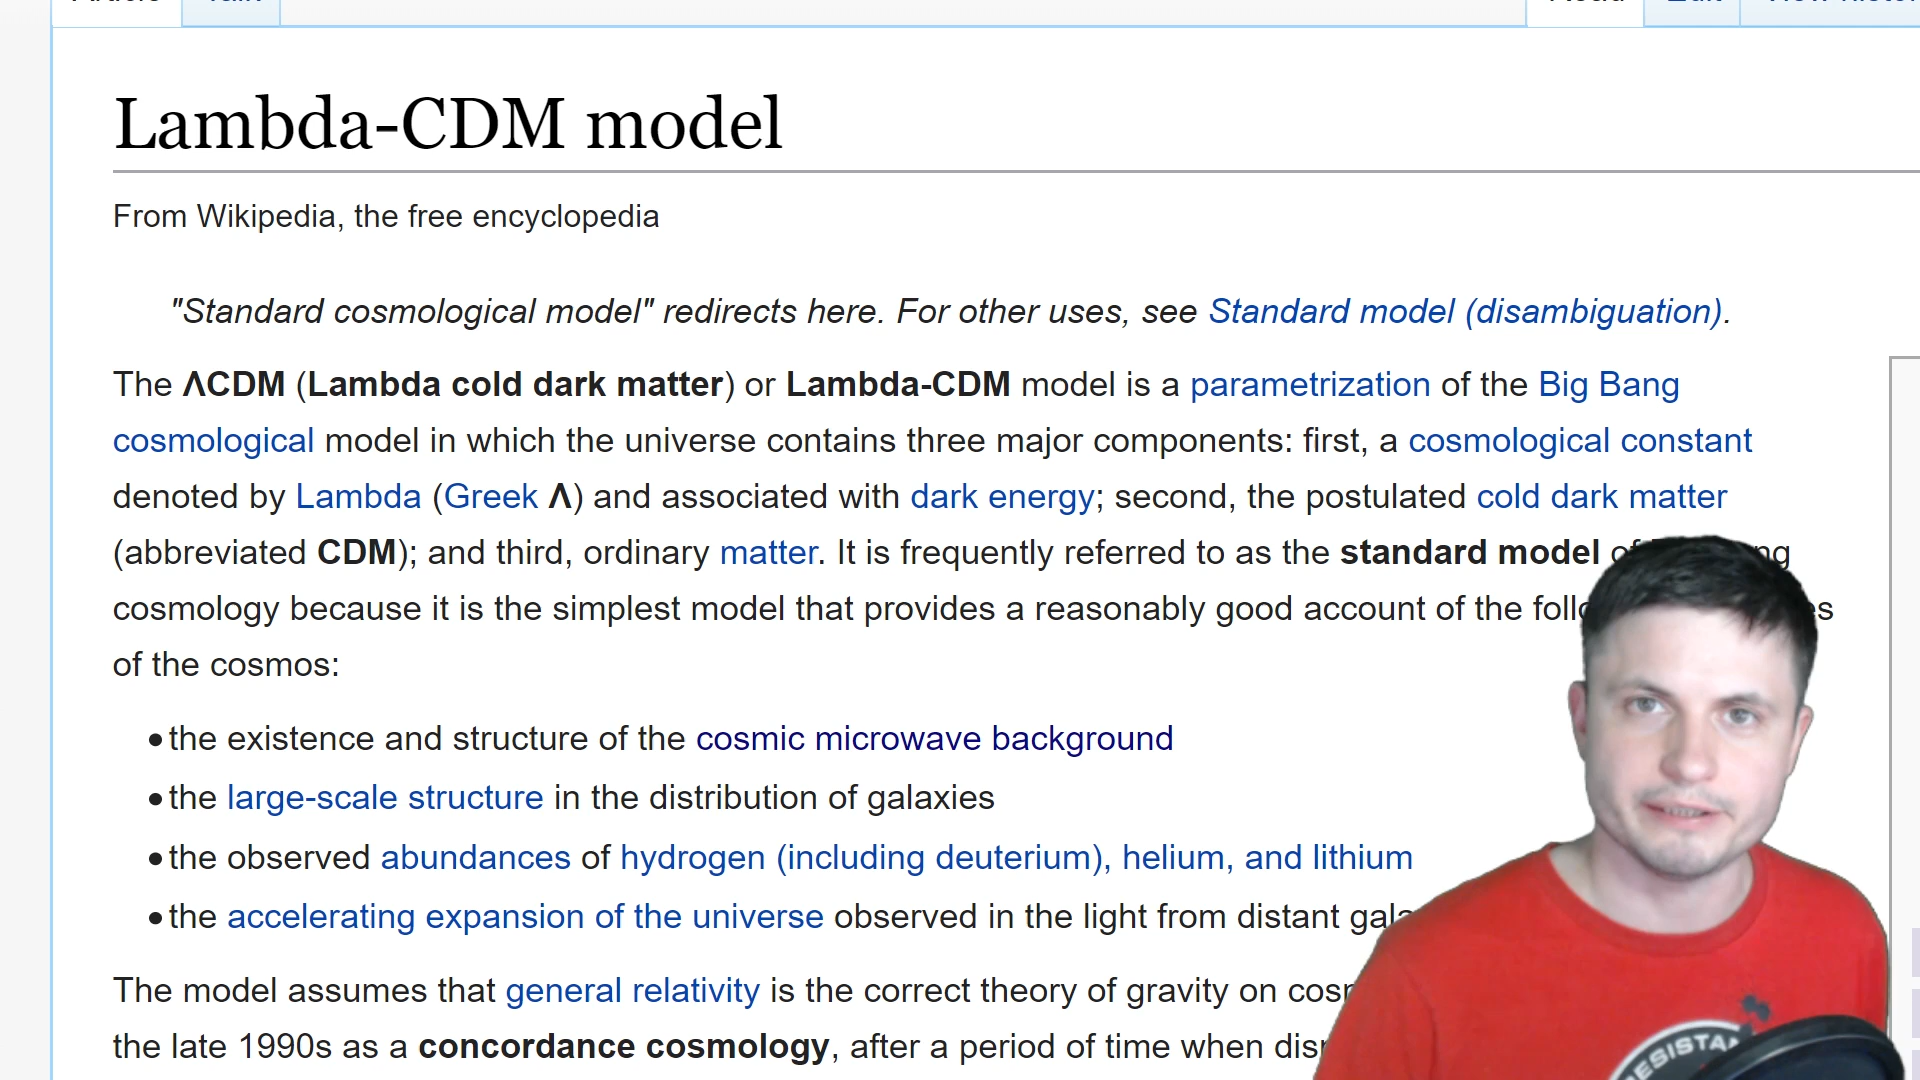 Lambda-CDM model
From Wikipedia, the free encyclopedia
"Standard cosmological model" redirects here. For other uses, see Standard model (disambiguation).
The ΛCDM (Lambda cold dark matter) or Lambda-CDM model is a parametrization of the Big Bang
cosmological model in which the universe contains three major components: first, a cosmological constant
denoted by Lambda (Greek Λ) and associated with dark energy; second, the postulated cold dark matter
(abbreviated CDM); and third, ordinary matter. It is frequently referred to as the standard model
cosmology because it is the simplest model that provides a reasonably good account of the
of the cosmos:
• the existence and structure of the cosmic microwave background
• the large-scale structure in the distribution of galaxies
• the observed abundances of hydrogen (including deuterium), helium, and lithium
• the accelerating expansion of the universe observed in the light from distant
The model assumes that general relativity is the correct theory of gravity on
the late 1990s as a concordance cosmology, after a period of time when